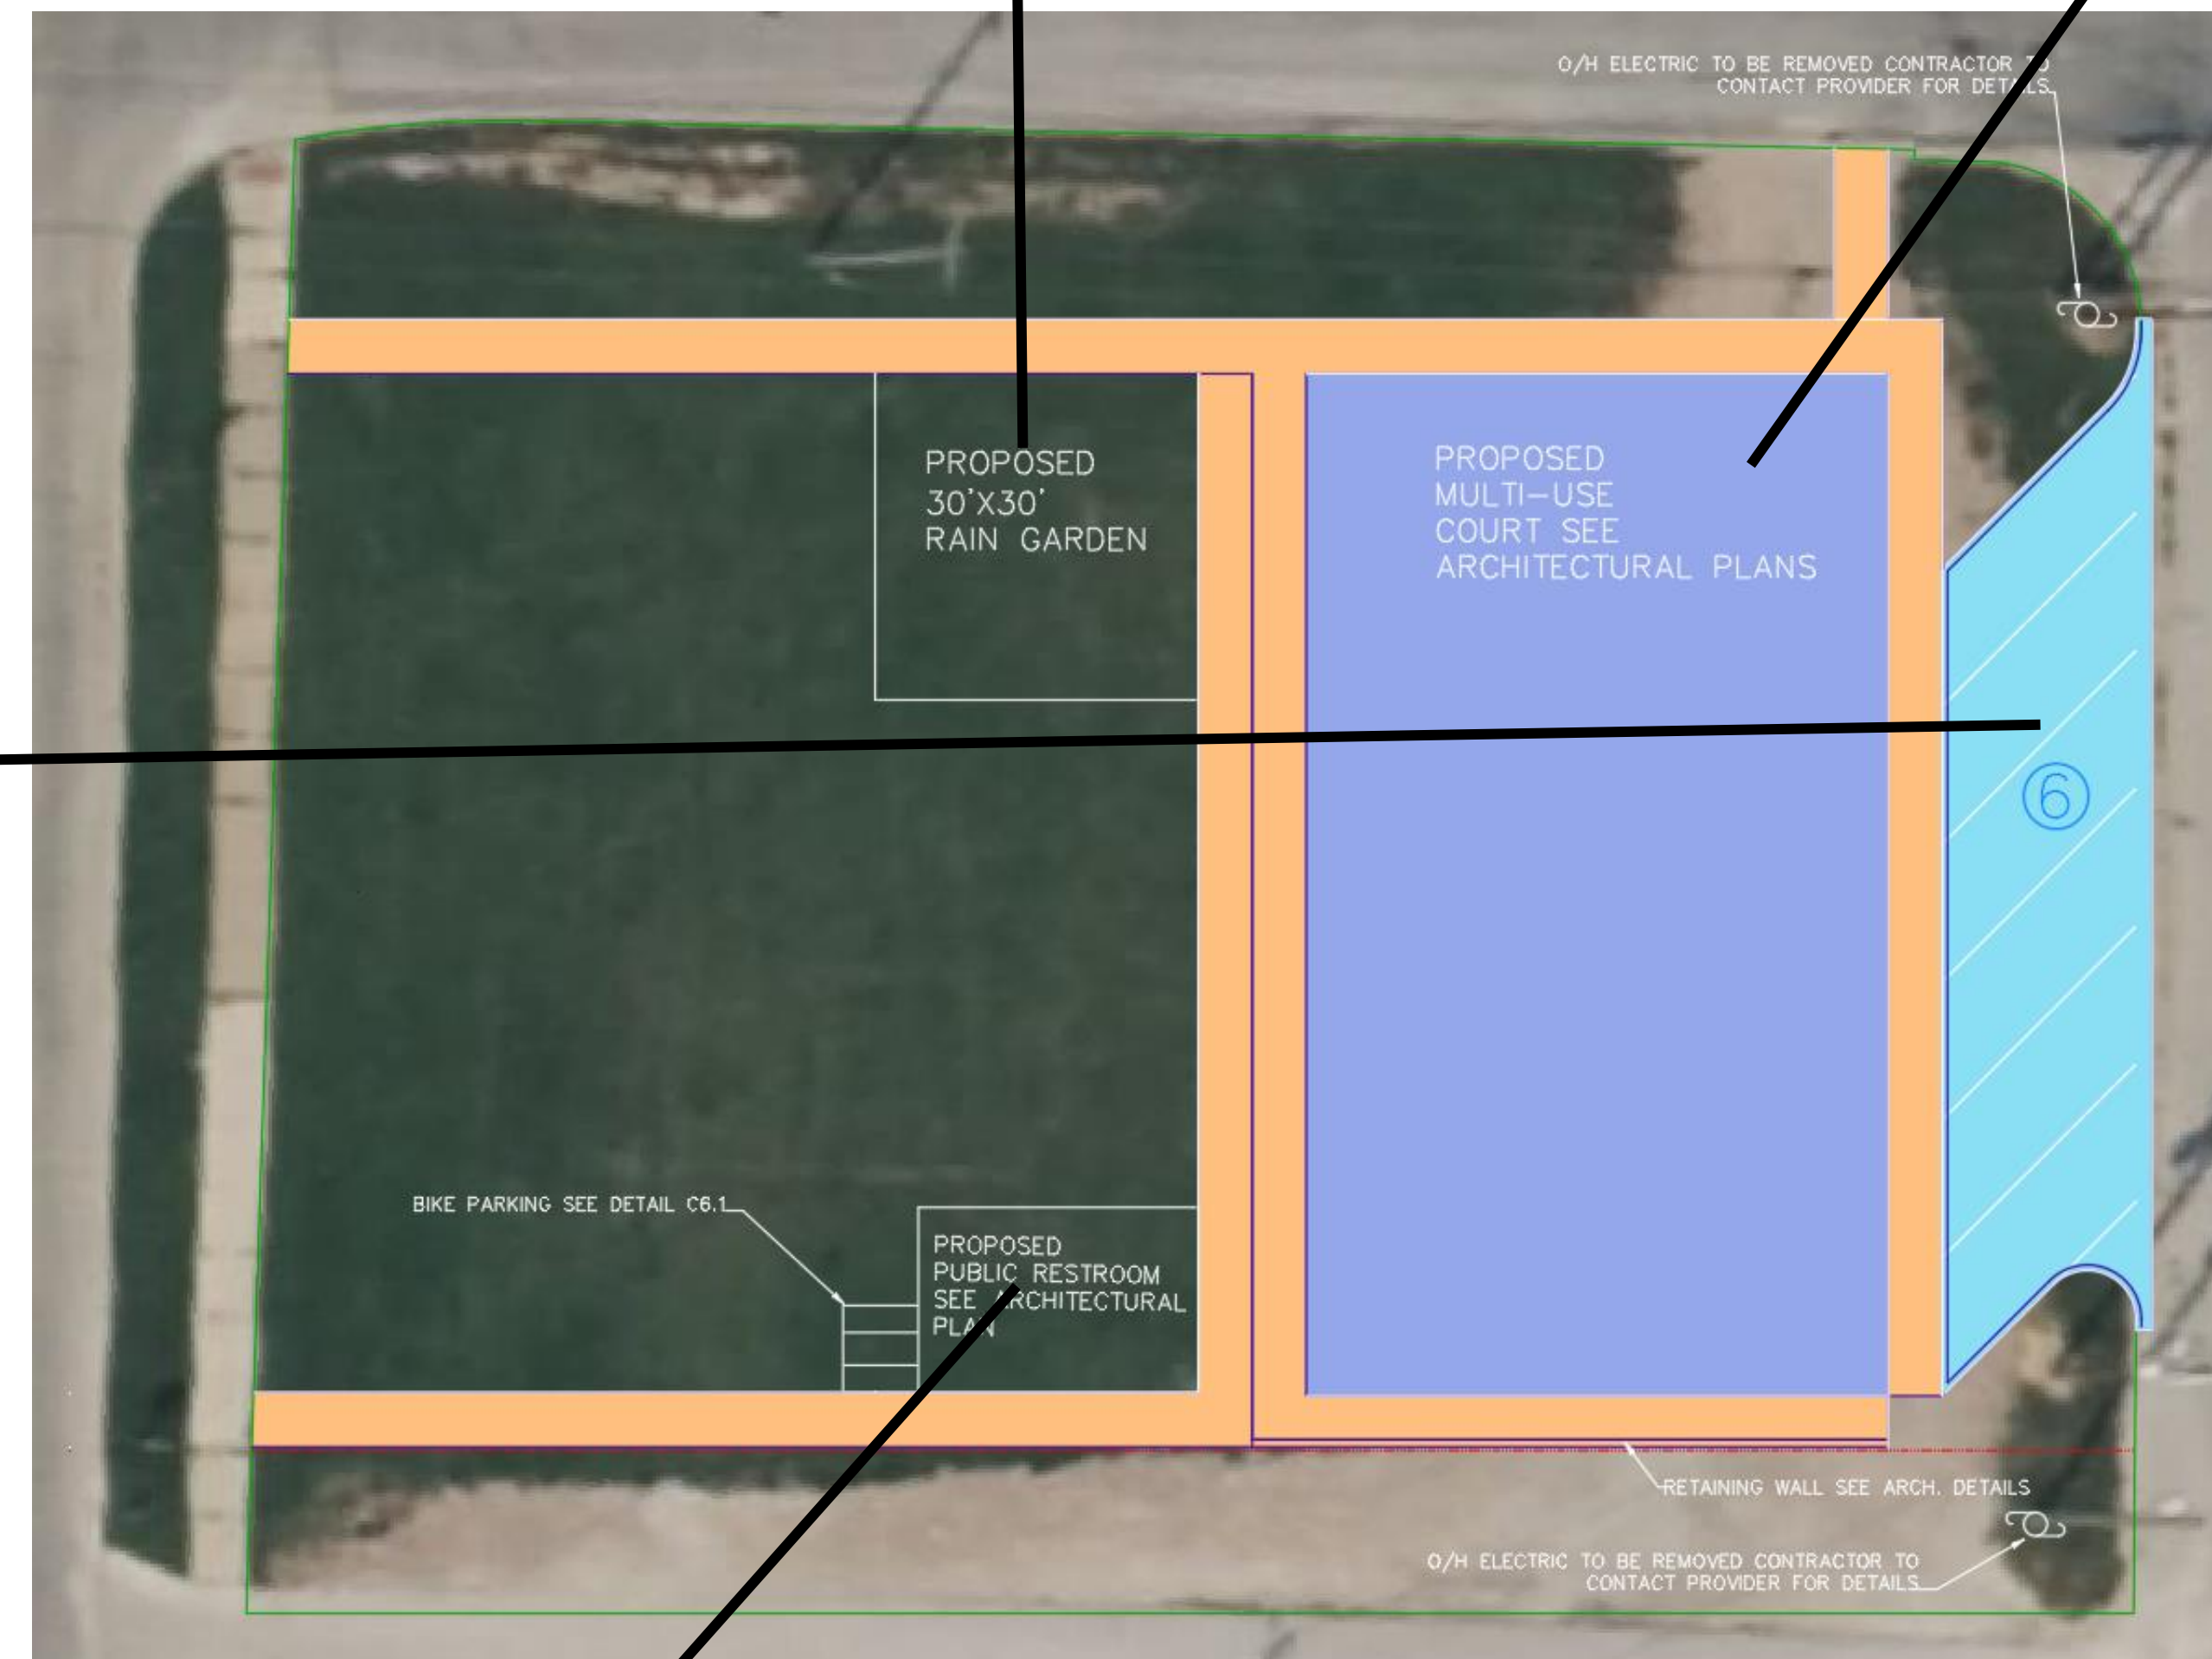 O/H ELECTRIC TO BE REMOVED CONTRACTOR TO
CONTACT PROVIDER FOR DETAILS
PROPOSED
30'X30'
RAIN GARDEN
PROPOSED
MULTI-USE
COURT SEE
ARCHITECTURAL PLANS
6
BIKE PARKING SEE DETAIL C6.1
PROPOSED
PUBLIC RESTROOM
SEE ARCHITECTURAL
PLAN
RETAINING WALL SEE ARCH. DETAILS
O/H ELECTRIC TO BE REMOVED CONTRACTOR TO
CONTACT PROVIDER FOR DETAILS